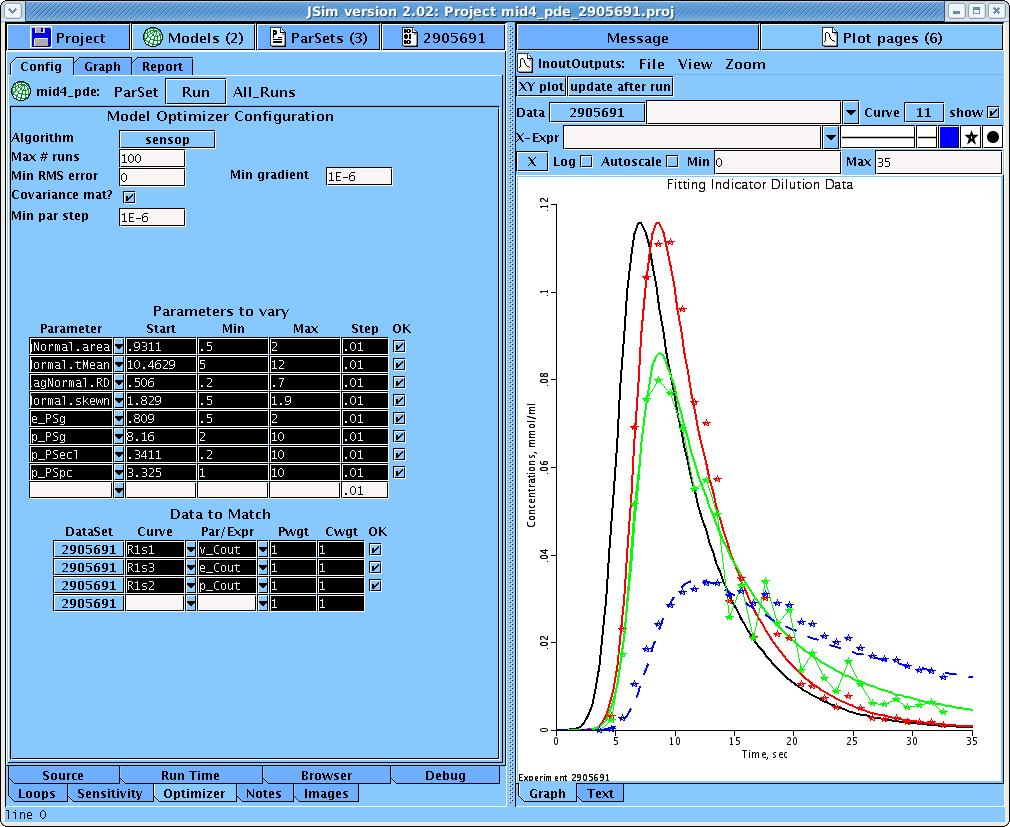 JSim version 2.02: Project mid4_pde_2905691.proj
Project Models (2) ParSets (3) 2905691
Config Graph Report
mid4_pde: ParSet Run All_Runs
Model Optimizer Configuration
Algorithm sensop
Max # runs 100
Min RMS error 0 Min gradient 1E-6
Covariance mat?
Min par step 1E-6
Parameters to vary
Parameter Start Min Max Step OK
Normal.area .9311 .5 2 .01
ormal.tMean 10.4629 5 12 .01
agNormal.RD .506 .2 .7 .01
ormal.skewn 1.829 .5 1.9 .01
e_PSg .809 .5 2 .01
p_PSg 8.16 2 10 .01
p_PSecl .3411 .2 10 .01
p_PSpc 3.325 1 10 .01
.01
Data to Match
DataSet Curve Par/Expr Pwgt Cwgt OK
2905691 R1s1 v_Cout 1 1
2905691 R1s3 e_Cout 1 1
2905691 R1s2 p_Cout 1 1
2905691 1 1
Source Run Time Browser Debug
Loops Sensitivity Optimizer Notes Images
line 0
Message Plot pages (6)
InoutOutputs: File View Zoom
XY plot update after run
Data 2905691 Curve 11 show
X-Expr
X Log Autoscale Min 0 Max 35
Fitting Indicator Dilution Data
Concentrations, mmol/ml
.12
.1
.08
.06
.04
.02
0
0 5 10 15 20 25 30 35
Time, sec
Experiment 2905691
Graph Text